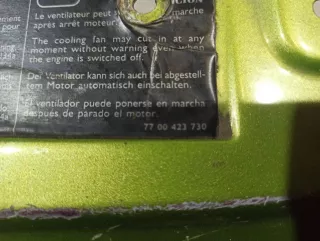 ment
Le ventilateur peut marche
après arrêt moteur.
The cooling fan may cut in at any
moment without warning even when
the engine is switched off.
Der Ventilator kann sich auch bei abgestell-
tem Motor automatisch einschalten.
El ventilador puede ponerse en marcha
después de parado el motor.
77 00 423 730